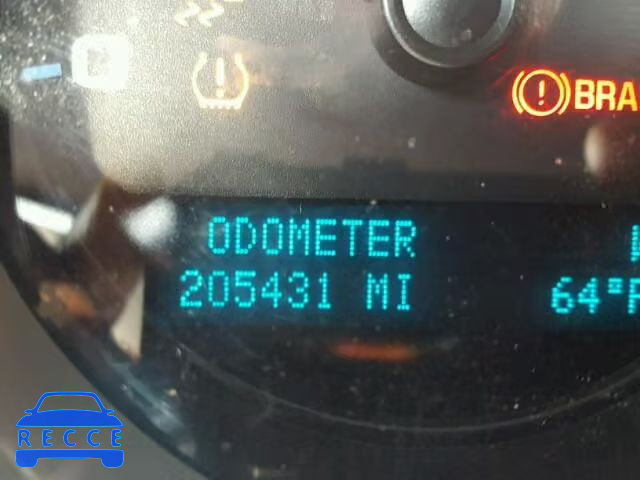 BRA
ODOMETER
205431 MI
64°F
RECCE